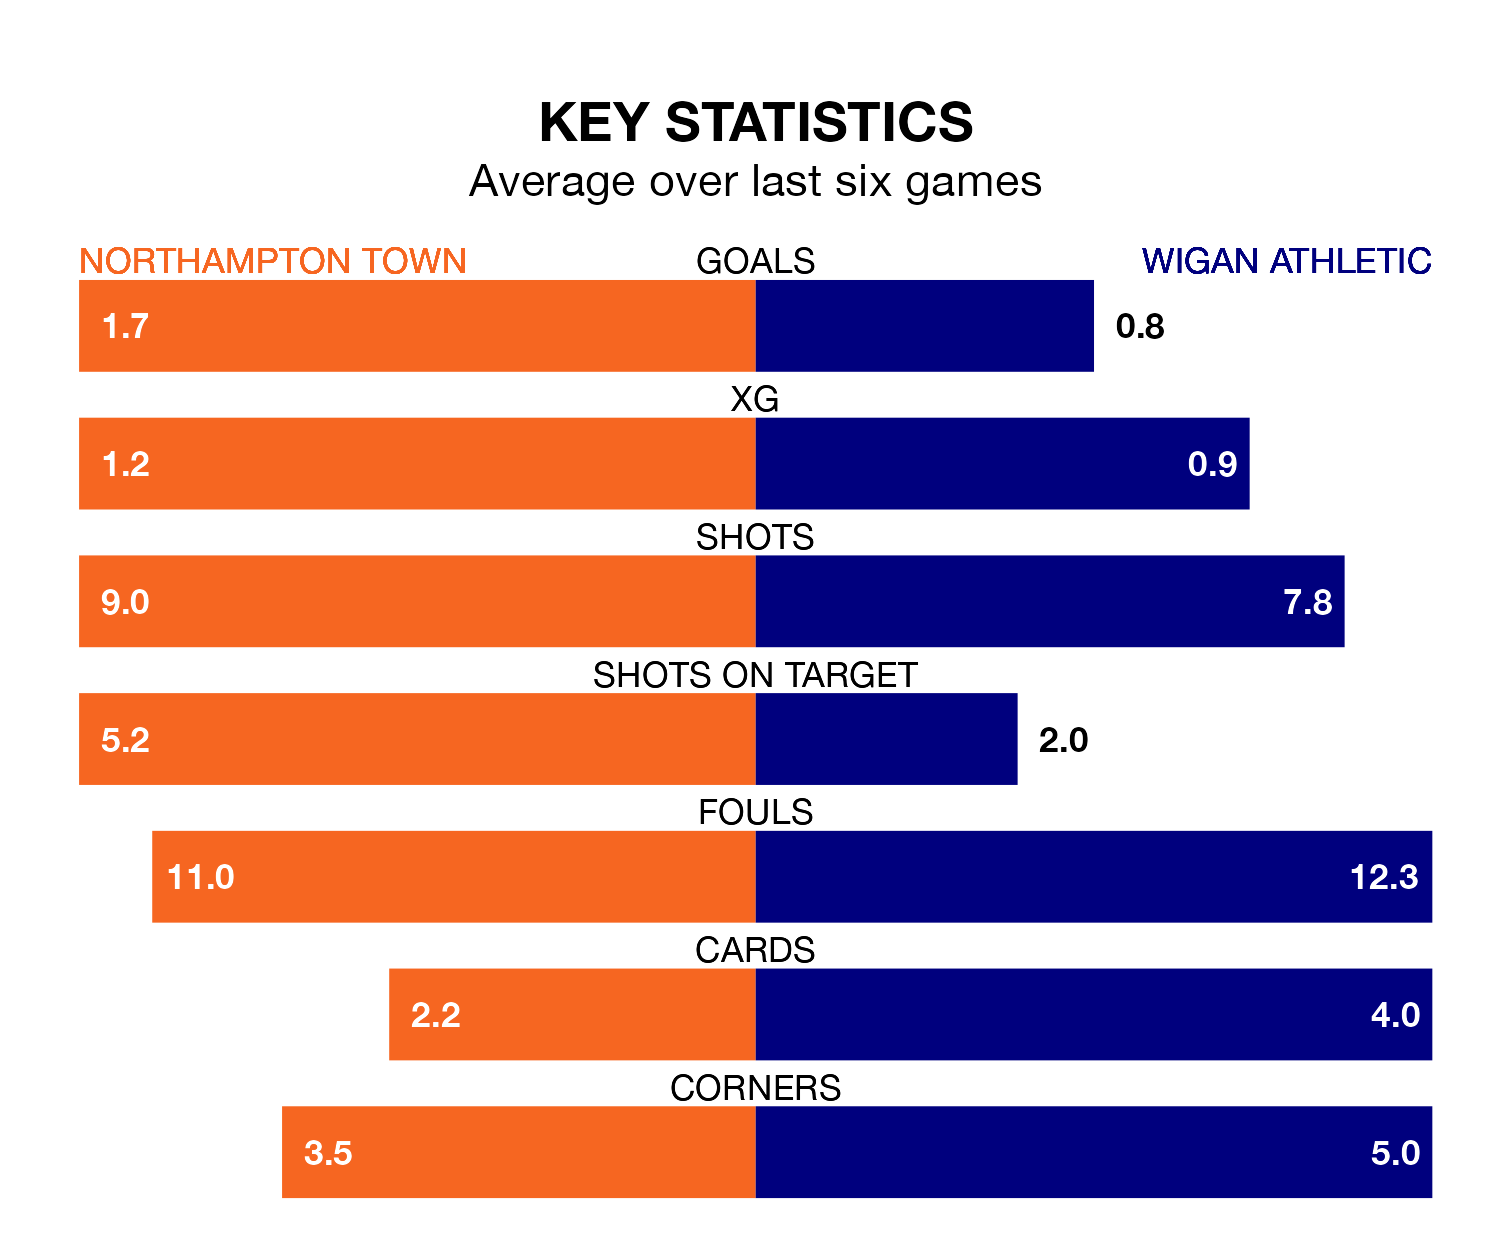 KEY STATISTICS
Average over last six games
NORTHAMPTON TOWN GOALS WIGAN ATHLETIC
1.7 0.8
XG
1.2 0.9
SHOTS
9.0 7.8
SHOTS ON TARGET
5.2 2.0
FOULS
11.0 12.3
CARDS
2.2 4.0
CORNERS
3.5 5.0